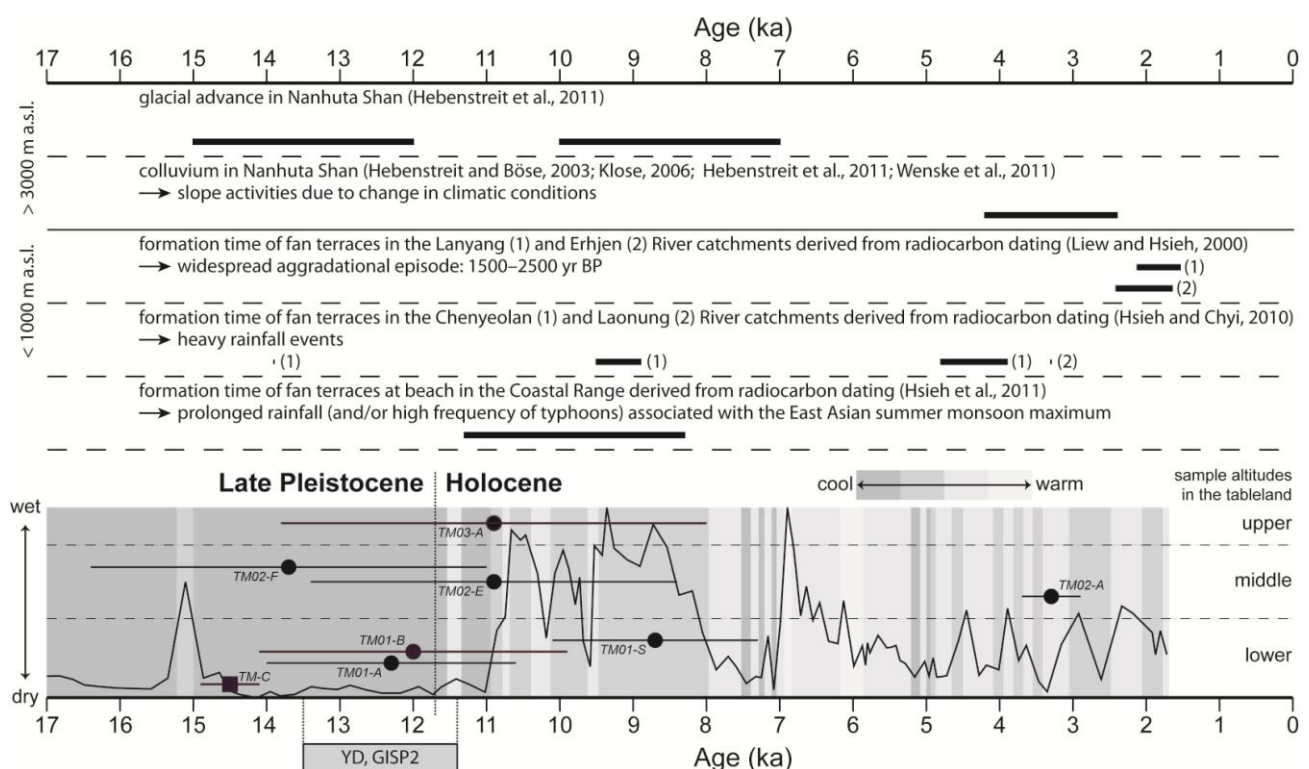 Age (ka)
17 16 15 14 13 12 11 10 9 8 7 6 5 4 3 2 1 0
> 3000 m a.s.l.
glacial advance in Nanhuta Shan (Hebenstreit et al., 2011)
colluvium in Nanhuta Shan (Hebenstreit and Böse, 2003; Klose, 2006; Hebenstreit et al., 2011; Wenske et al., 2011)
→ slope activities due to change in climatic conditions
< 1000 m a.s.l.
formation time of fan terraces in the Lanyang (1) and Erhjen (2) River catchments derived from radiocarbon dating (Liew and Hsieh, 2000)
→ widespread aggradational episode: 1500–2500 yr BP
(1)
(2)
formation time of fan terraces in the Chenyeolan (1) and Laonung (2) River catchments derived from radiocarbon dating (Hsieh and Chyi, 2010)
→ heavy rainfall events
(1) (1) (1) (2)
formation time of fan terraces at beach in the Coastal Range derived from radiocarbon dating (Hsieh et al., 2011)
→ prolonged rainfall (and/or high frequency of typhoons) associated with the East Asian summer monsoon maximum
Late Pleistocene Holocene
cool warm
sample altitudes
in the tableland
wet
dry
TM03-A
upper
TM02-F
TM02-E
TM02-A
middle
TM01-B
TM01-S
TM01-A
TM-C
lower
17 16 15 14 13 12 11 10 9 8 7 6 5 4 3 2 1 0
YD, GISP2
Age (ka)